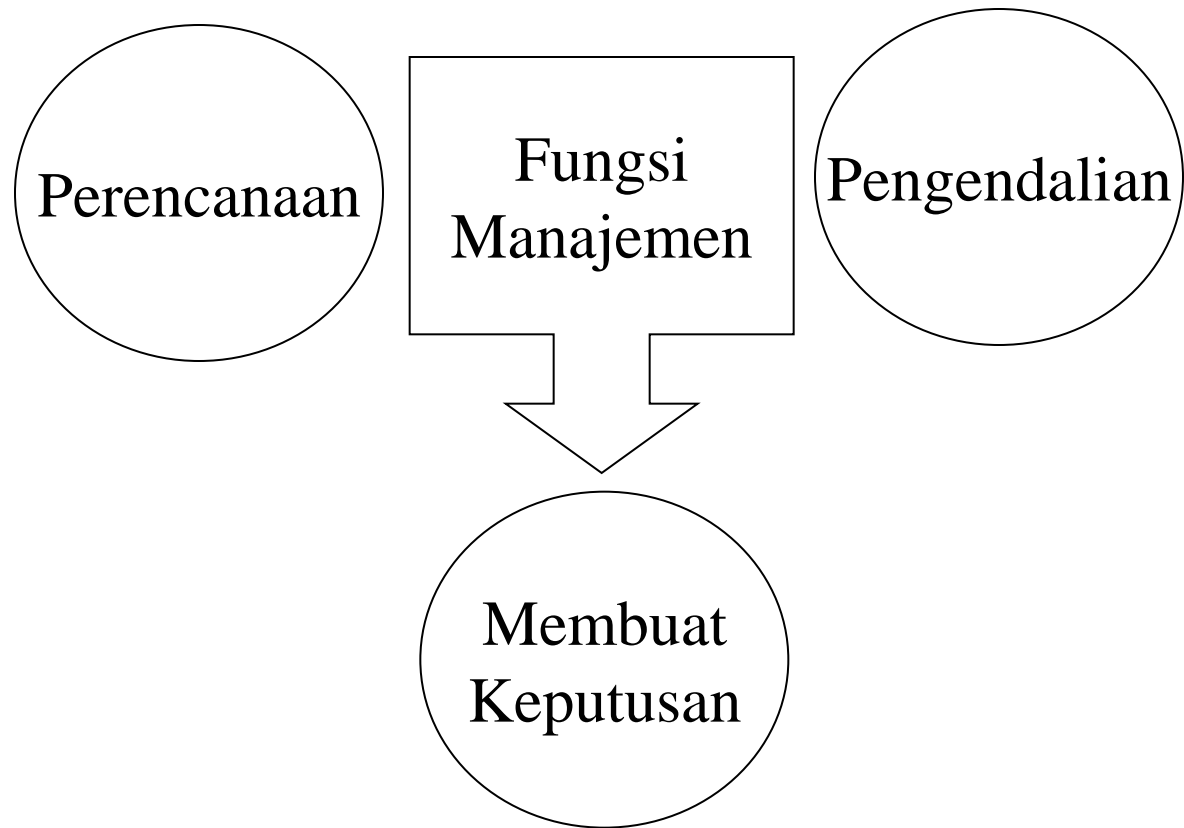 Perencanaan
Fungsi
Manajemen
Pengendalian
Membuat
Keputusan